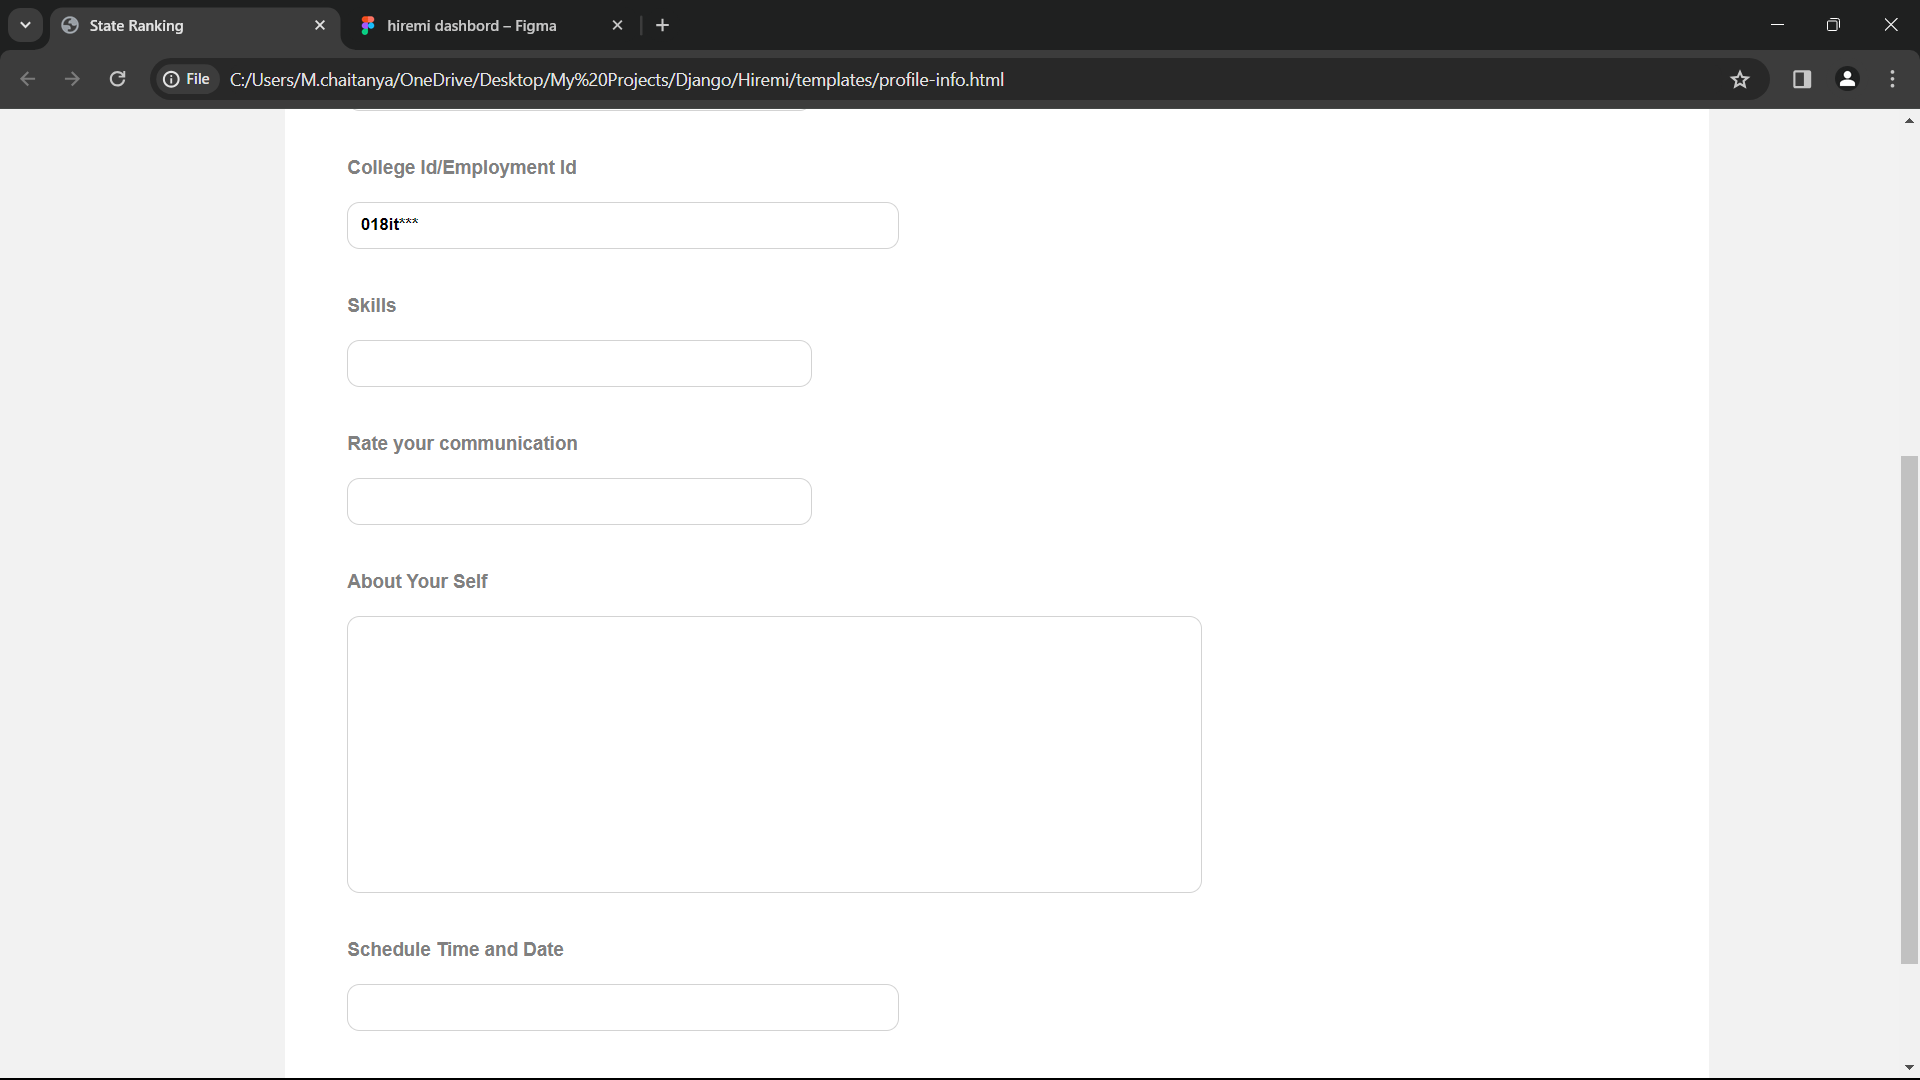 State Ranking
hiremi dashbord – Figma
File
C:/Users/M.chaitanya/OneDrive/Desktop/My%20Projects/Django/Hiremi/templates/profile-info.html
College Id/Employment Id
018it***
Skills
Rate your communication
About Your Self
Schedule Time and Date